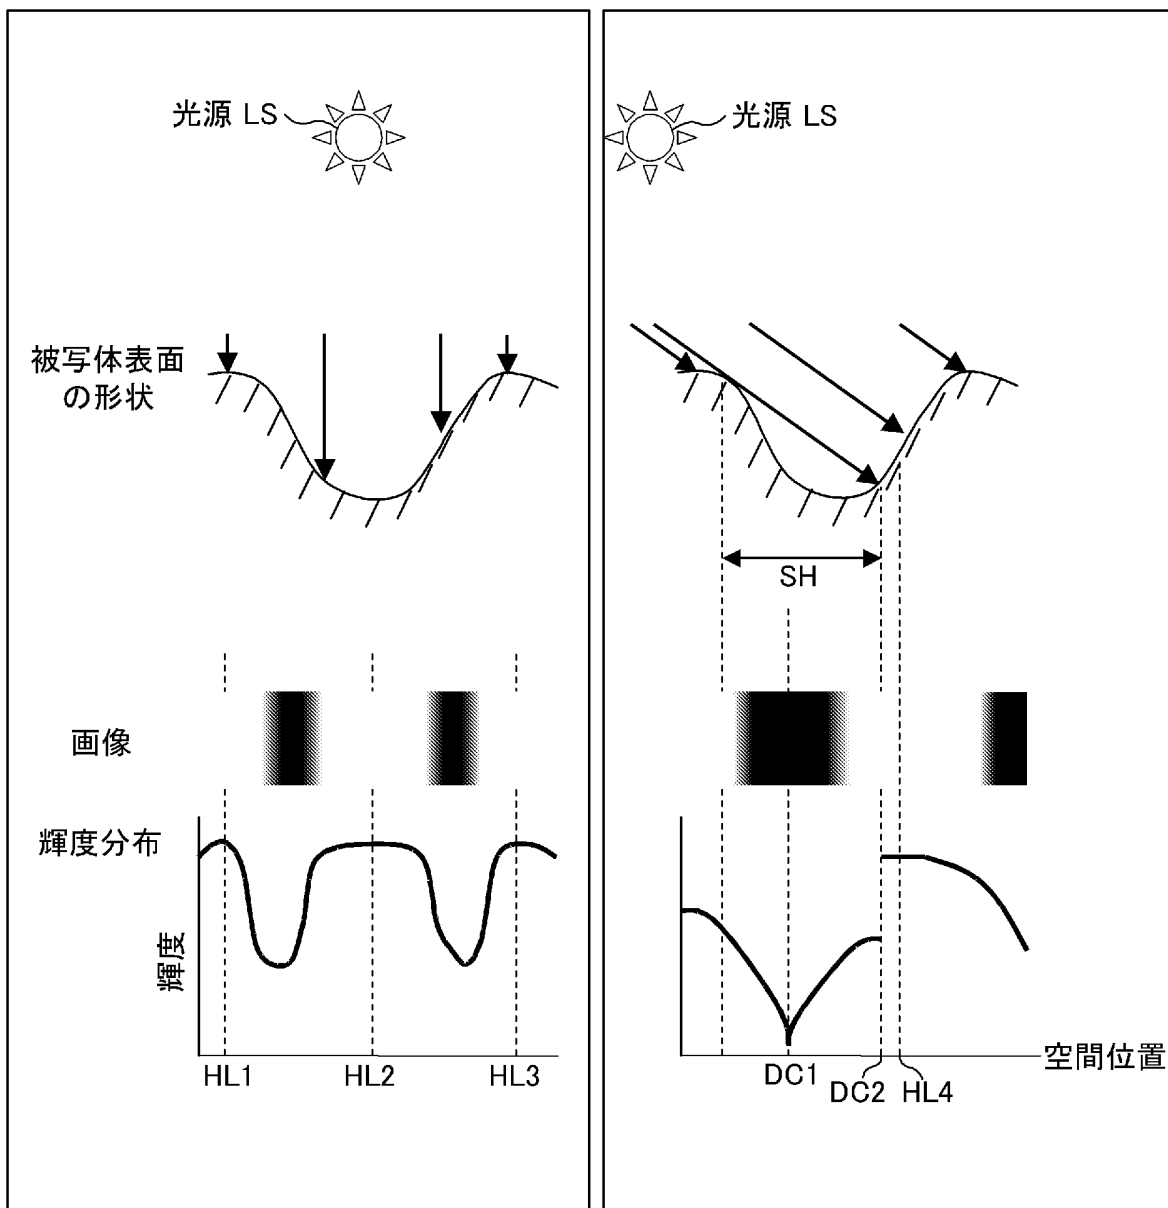 光源 LS
被写体表面
の形状
画像
輝度分布
輝度
HL1
HL2
HL3
光源 LS
SH
空間位置
DC1
DC2
HL4